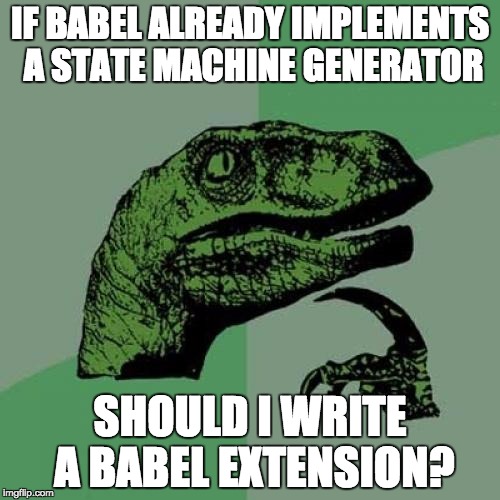 IF BABEL ALREADY IMPLEMENTS
A STATE MACHINE GENERATOR
SHOULD I WRITE
A BABEL EXTENSION?
imgflip.com